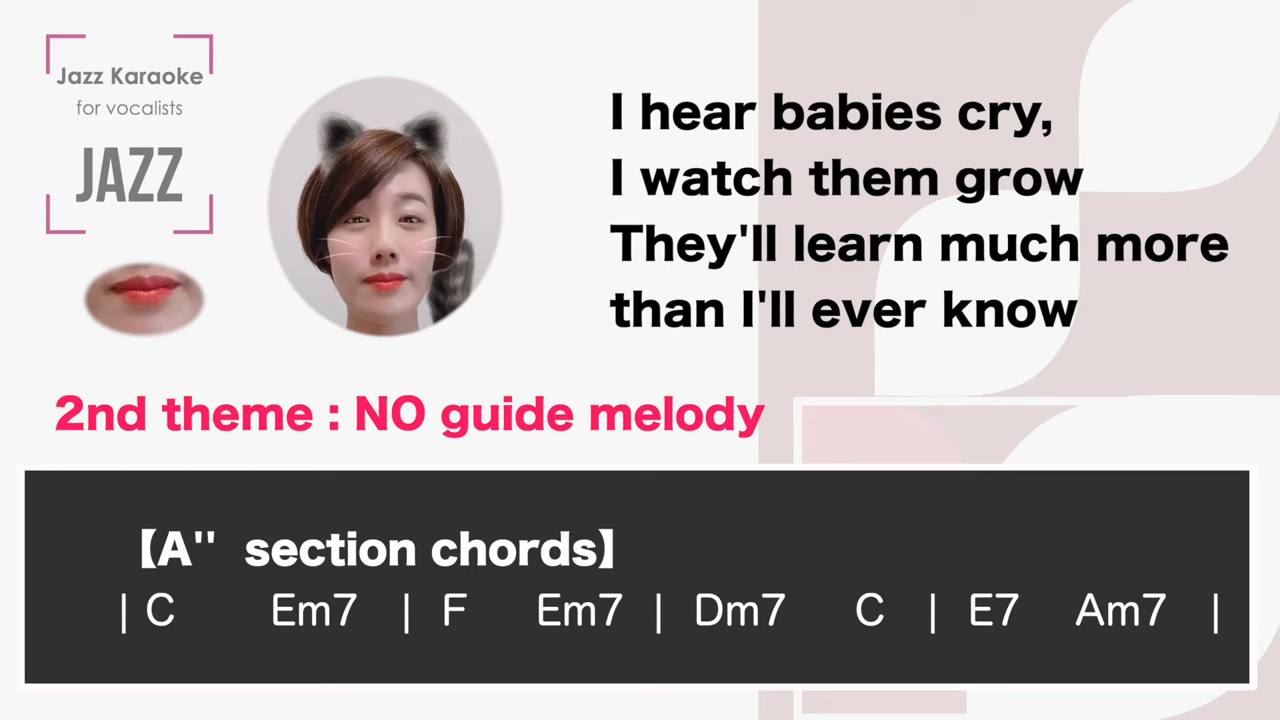 Jazz Karaoke
for vocalists
JAZZ
I hear babies cry,
I watch them grow
They'll learn much more
than I'll ever know
2nd theme : NO guide melody
【A'' section chords】
| C Em7 | F Em7 | Dm7 C | E7 Am7 |